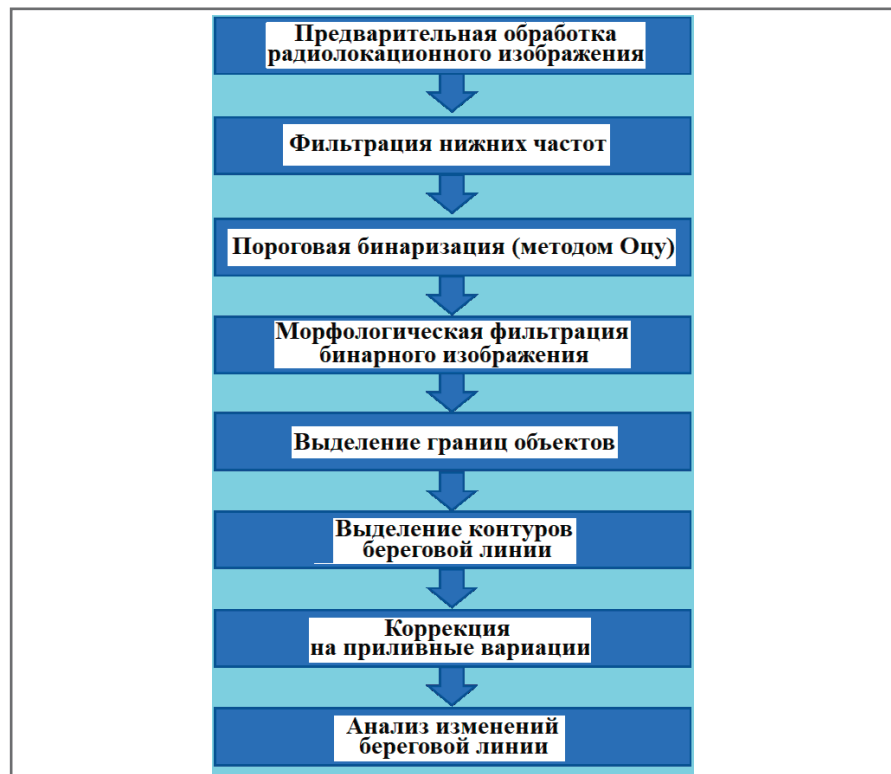 Предварительная обработка
радиолокационного изображения
Фильтрация нижних частот
Пороговая бинаризация (методом Оцу)
Морфологическая фильтрация
бинарного изображения
Выделение границ объектов
Выделение контуров
береговой линии
Коррекция
на приливные вариации
Анализ изменений
береговой линии